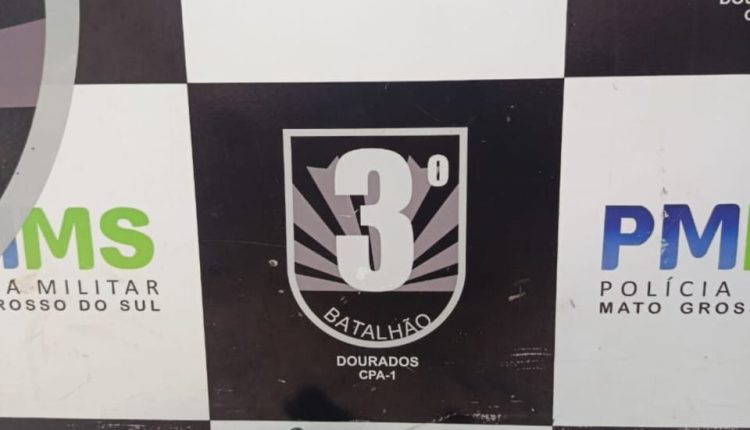 MS
A MILITAR
ROSSO DO SUL
3º
BATALHÃO
DOURADOS
CPA-1
PM
POLÍCIA
MATO GROS